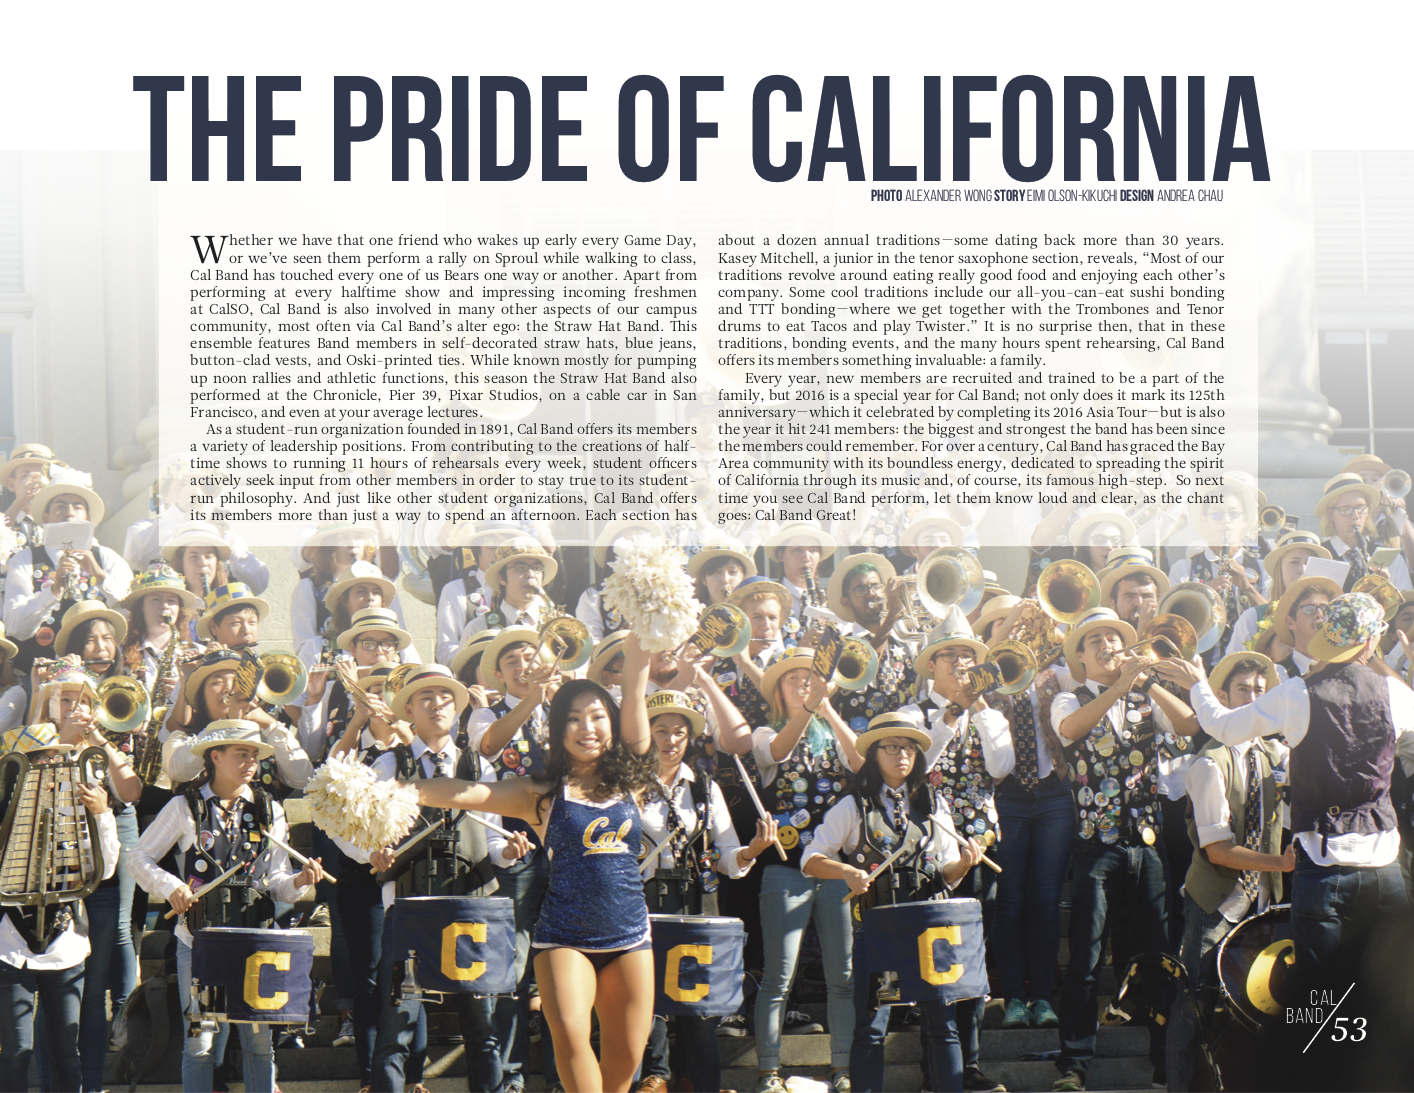 THE PRIDE OF CALIFORNIA
PHOTO ALEXANDER WONG STORY EIMI OLSON-KIKUCHI DESIGN ANDREA CHAU
Whether we have that one friend who wakes up early every Game Day,
or we've seen them perform a rally on Sproul while walking to class,
Cal Band has touched every one of us Bears one way or another. Apart from
performing at every halftime show and impressing incoming freshmen
at CalSO, Cal Band is also involved in many other aspects of our campus
community, most often via Cal Band's alter ego: the Straw Hat Band. This
ensemble features Band members in self-decorated straw hats, blue jeans,
button-clad vests, and Oski-printed ties. While known mostly for pumping
up noon rallies and athletic functions, this season the Straw Hat Band also
performed at the Chronicle, Pier 39, Pixar Studios, on a cable car in San
Francisco, and even at your average lectures.
As a student-run organization founded in 1891, Cal Band offers its members
a variety of leadership positions. From contributing to the creations of half-
time shows to running 11 hours of rehearsals every week, student officers
actively seek input from other members in order to stay true to its student-
run philosophy. And just like other student organizations, Cal Band offers
its members more than just a way to spend an afternoon. Each section has
about a dozen annual traditions—some dating back more than 30 years.
Kasey Mitchell, a junior in the tenor saxophone section, reveals, "Most of our
traditions revolve around eating really good food and enjoying each other's
company. Some cool traditions include our all-you-can-eat sushi bonding
and TTT bonding—where we get together with the Trombones and Tenor
drums to eat Tacos and play Twister." It is no surprise then, that in these
traditions, bonding events, and the many hours spent rehearsing, Cal Band
offers its members something invaluable: a family.
Every year, new members are recruited and trained to be a part of the
family, but 2016 is a special year for Cal Band; not only does it mark its 125th
anniversary—which it celebrated by completing its 2016 Asia Tour—but is also
the year it hit 241 members: the biggest and strongest the band has been since
the members could remember. For over a century, Cal Band has graced the Bay
Area community with its boundless energy, dedicated to spreading the spirit
of California through its music and, of course, its famous high-step. So next
time you see Cal Band perform, let them know loud and clear, as the chant
goes: Cal Band Great!
Cal
C
C
C
C
C
CAL
BAND
53